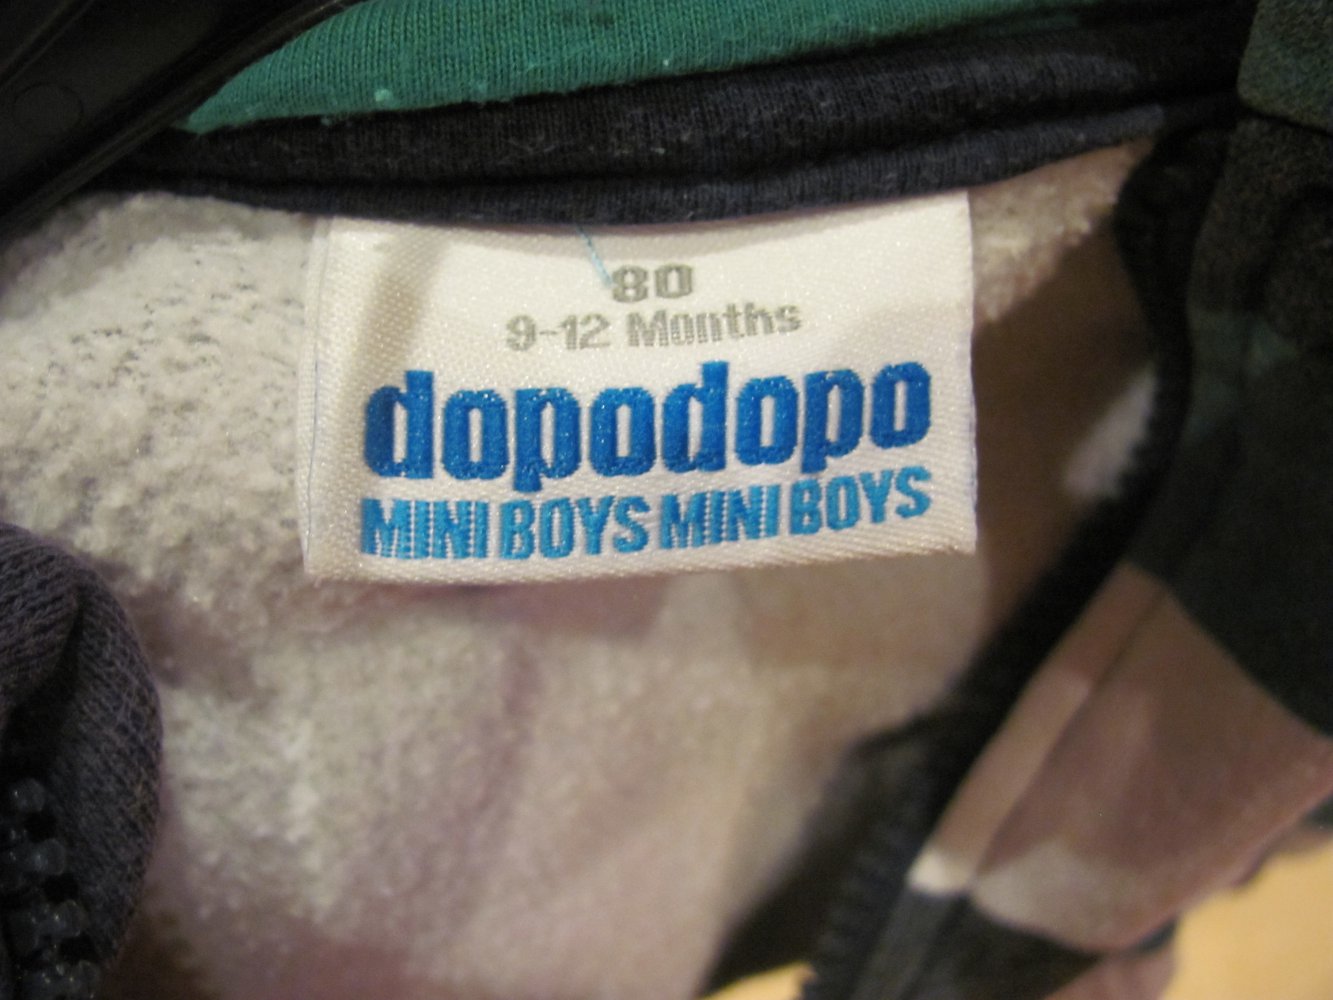 80
9-12 Months
dopodopo
MINI BOYS MINI BOYS